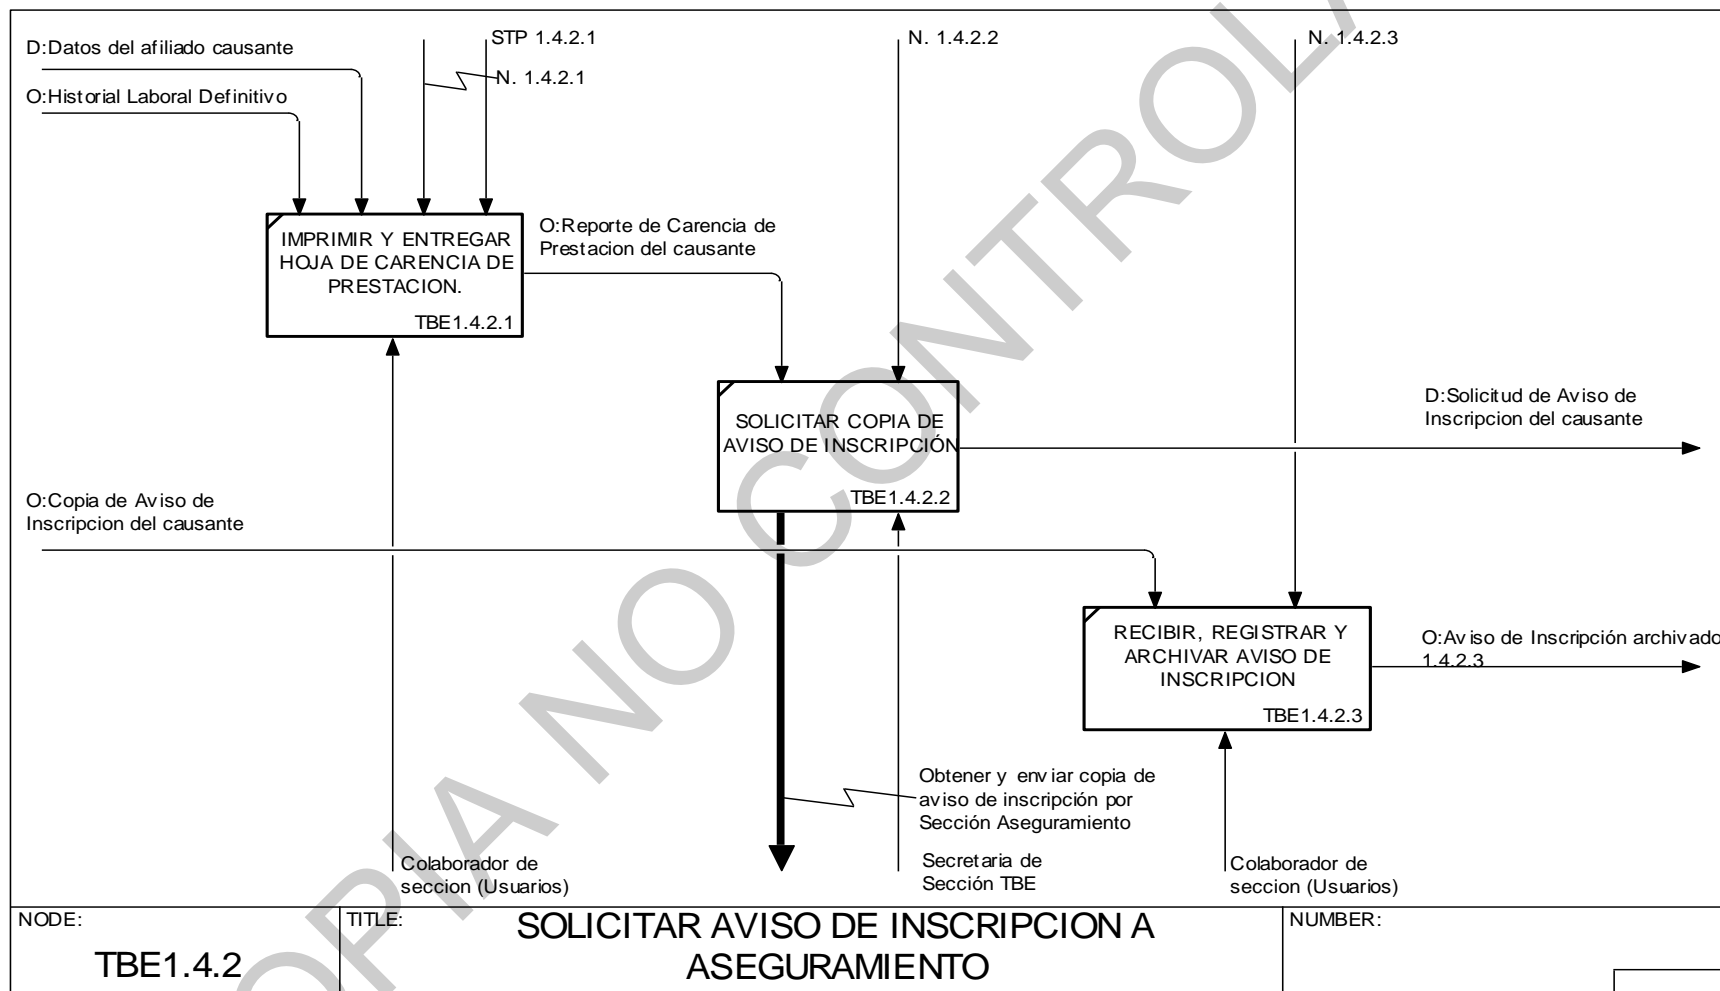 D:Datos del afiliado causante
O:Historial Laboral Definitivo
STP 1.4.2.1
N. 1.4.2.1
N. 1.4.2.2
N. 1.4.2.3
IMPRIMIR Y ENTREGAR
HOJA DE CARENCIA DE
PRESTACION.
TBE1.4.2.1
O:Reporte de Carencia de
Prestacion del causante
SOLICITAR COPIA DE
AVISO DE INSCRIPCIÓN
TBE1.4.2.2
D:Solicitud de Aviso de
Inscripcion del causante
O:Copia de Aviso de
Inscripcion del causante
RECIBIR, REGISTRAR Y
ARCHIVAR AVISO DE
INSCRIPCION
TBE1.4.2.3
O:Aviso de Inscripción archivado
1.4.2.3
Obtener y enviar copia de
aviso de inscripción por
Sección Aseguramiento
Colaborador de
seccion (Usuarios)
Secretaria de
Sección TBE
Colaborador de
seccion (Usuarios)
NODE:
TBE1.4.2
TITLE:
SOLICITAR AVISO DE INSCRIPCION A
ASEGURAMIENTO
NUMBER:
OPIA NO CONTROL